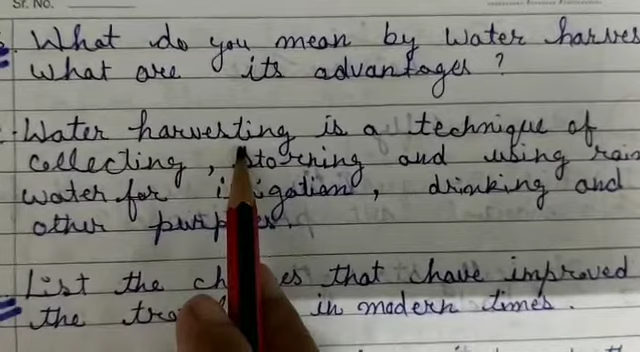 Sr. No.
What do you mean by Water harves
What are its advantages ?
Water harvesting is a technique of
collecting, storning and using rain
water for irrigation, drinking and
other purposes.
List the changes that have improved
the in modern times.